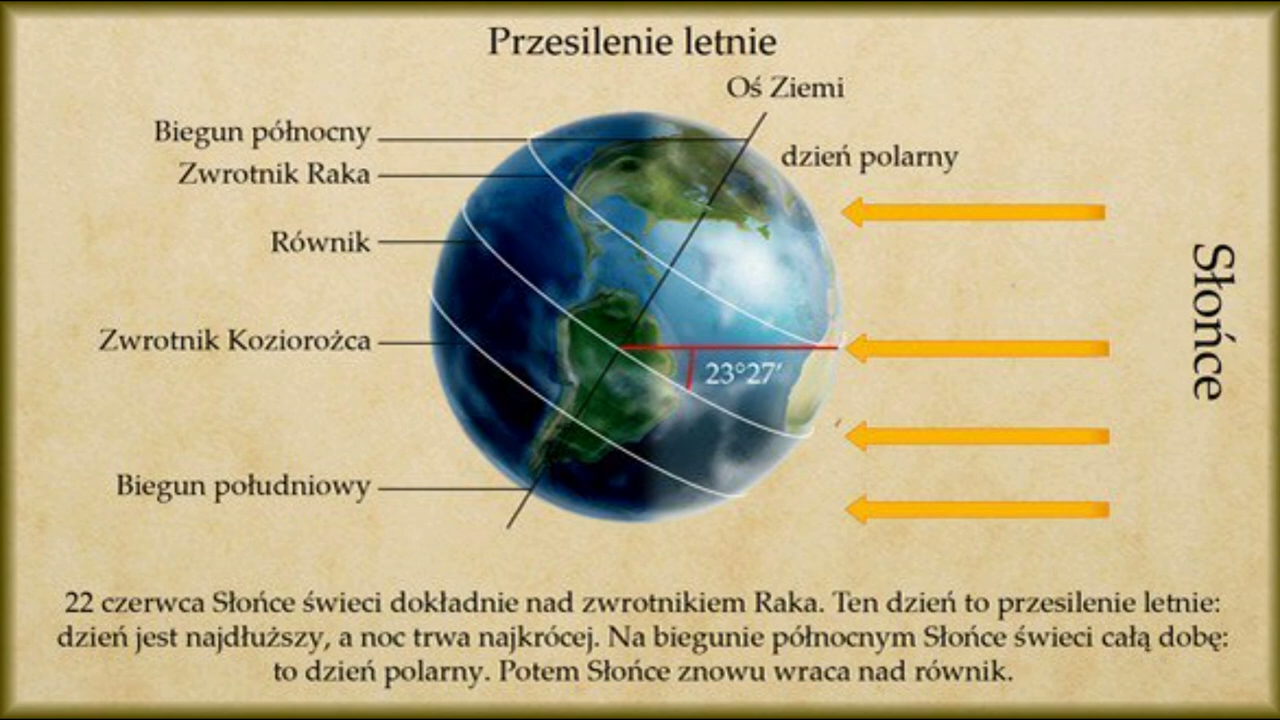 Przesilenie letnie
Oś Ziemi
Biegun północny
dzień polarny
Zwrotnik Raka
Równik
Słońce
Zwrotnik Koziorożca
23°27′
Biegun południowy
22 czerwca Słońce świeci dokładnie nad zwrotnikiem Raka. Ten dzień to przesilenie letnie:
dzień jest najdłuższy, a noc trwa najkrócej. Na biegunie północnym Słońce świeci całą dobę:
to dzień polarny. Potem Słońce znowu wraca nad równik.